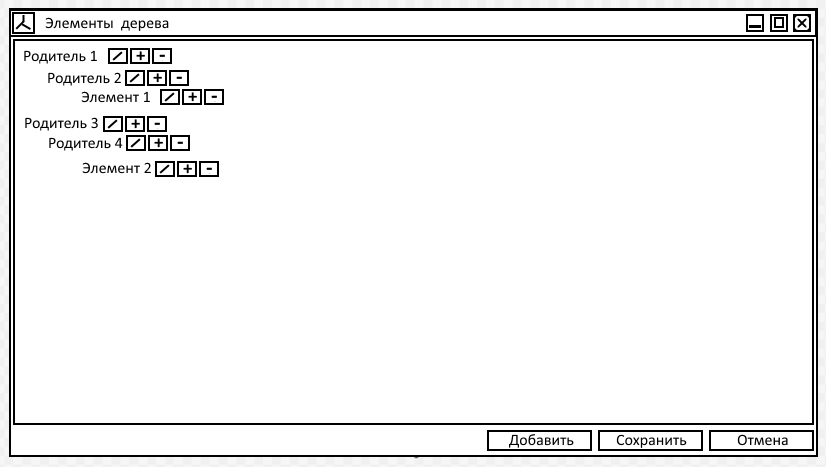 Элементы дерева
Родитель 1 + -
Родитель 2 + -
Элемент 1 + -
Родитель 3 + -
Родитель 4 + -
Элемент 2 + -
Добавить Сохранить Отмена